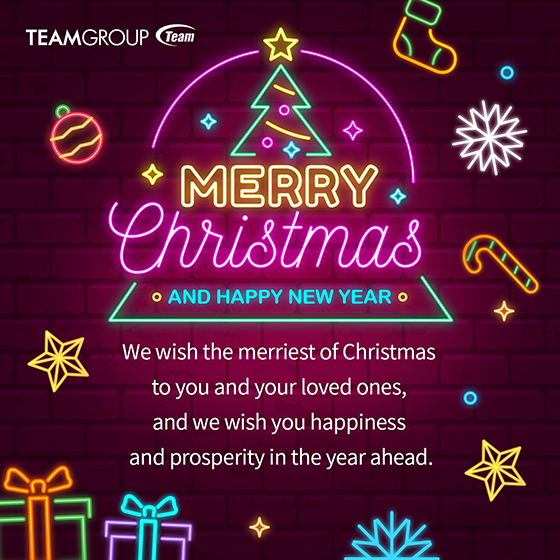 TEAMGROUP Team
MERRY
Christmas
AND HAPPY NEW YEAR
We wish the merriest of Christmas
to you and your loved ones,
and we wish you happiness
and prosperity in the year ahead.